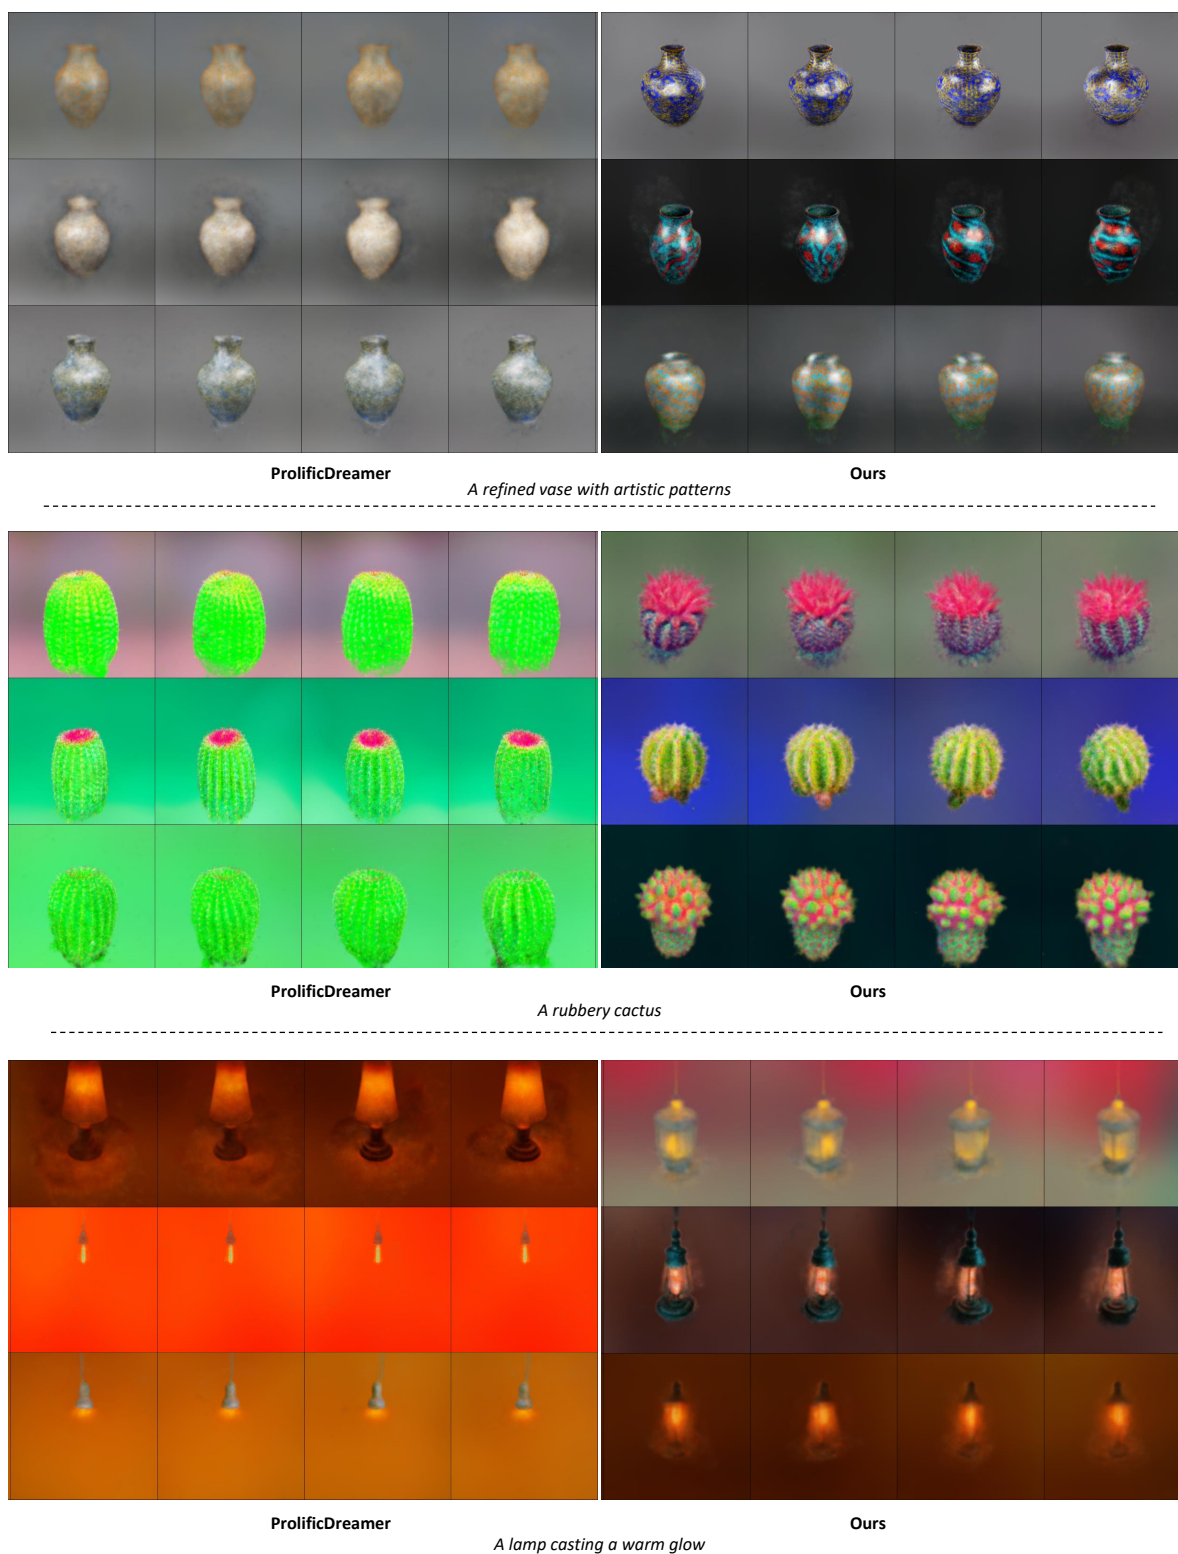 ProlificDreamer
Ours
A refined vase with artistic patterns
ProlificDreamer
Ours
A rubbery cactus
ProlificDreamer
Ours
A lamp casting a warm glow